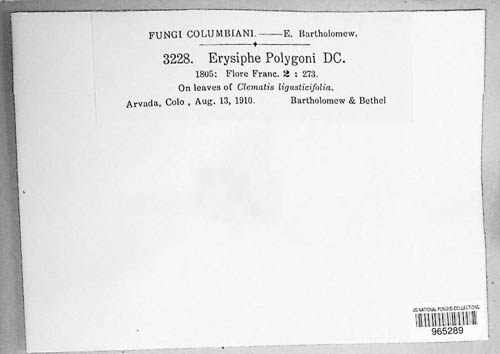 FUNGI COLUMBIANI.——E. Bartholomew.
3228. Erysiphe Polygoni DC.
1805: Flore Franc. 2 : 273.
On leaves of Clematis ligusticifolia.
Arvada, Colo., Aug. 13, 1910. Bartholomew & Bethel
US NATIONAL FUNGUS COLLECTIONS
965289